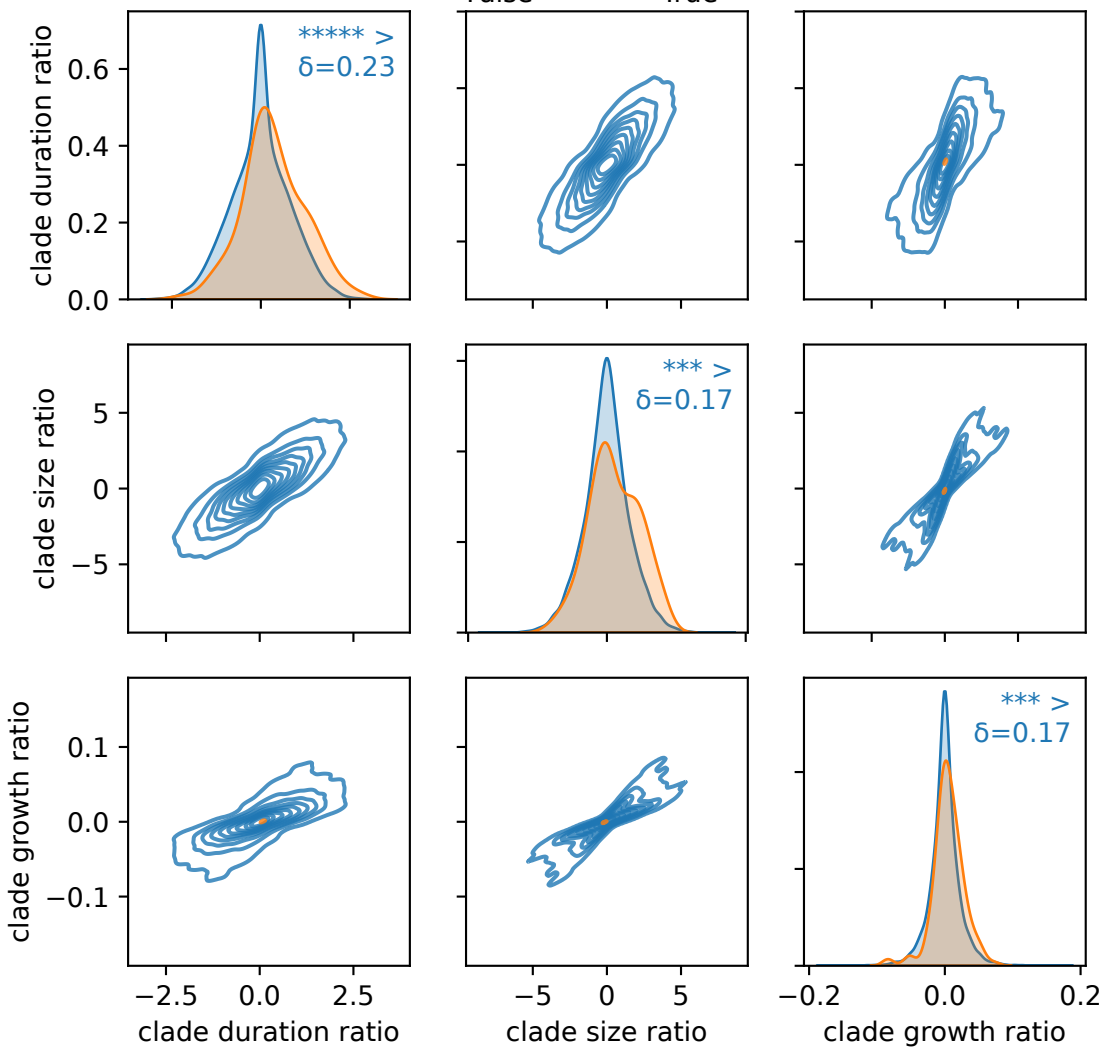 False True
clade duration ratio
0.6
0.4
0.2
0.0
***** >
δ=0.23
clade size ratio
5
0
−5
*** >
δ=0.17
clade growth ratio
0.1
0.0
−0.1
*** >
δ=0.17
−2.5 0.0 2.5
−5 0 5
−0.2 0.0 0.2
clade duration ratio
clade size ratio
clade growth ratio